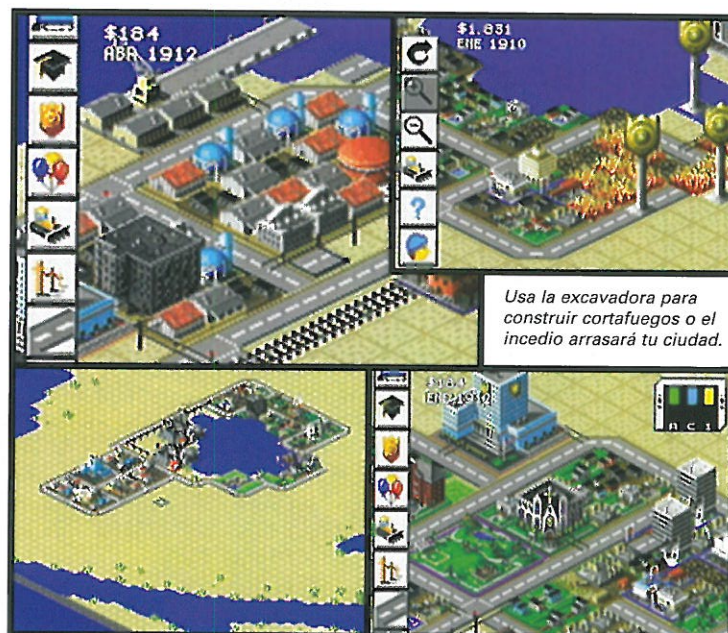 $184
ABR 1912
$1.831
ENE 1910
?
Usa la excavadora para
construir cortafuegos o el
incedio arrasará tu ciudad.
A C I